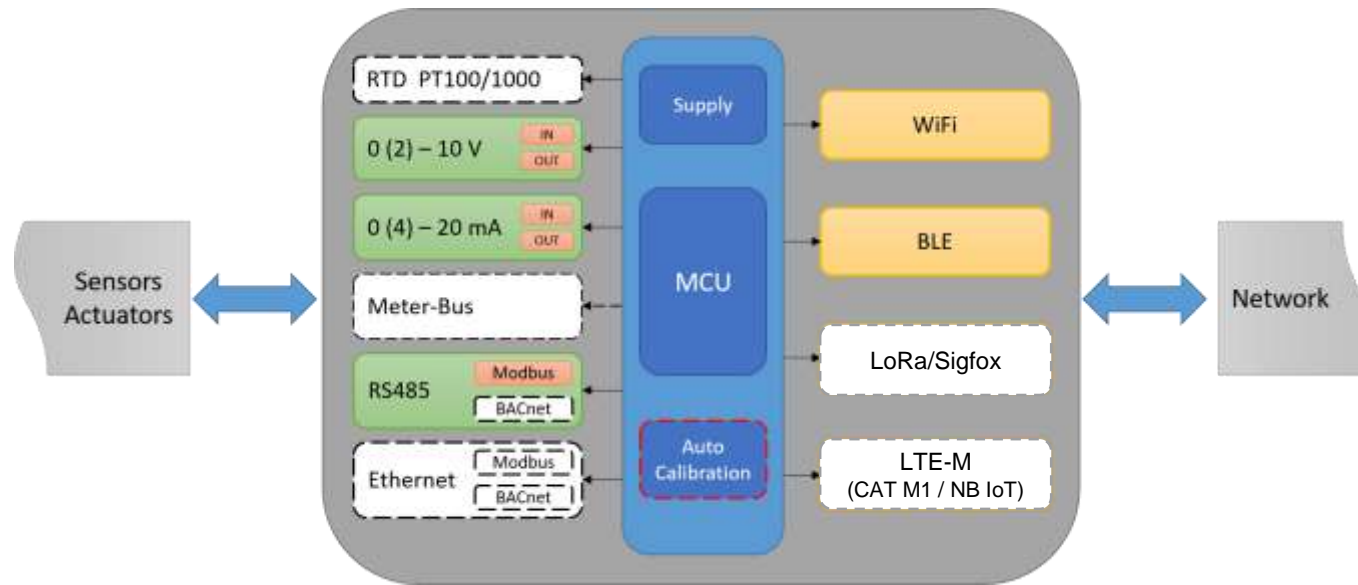 Sensors
Actuators
RTD PT100/1000
0 (2) – 10 V
IN
OUT
0 (4) – 20 mA
IN
OUT
Meter-Bus
RS485
Modbus
BACnet
Ethernet
Modbus
BACnet
Supply
MCU
Auto
Calibration
WiFi
BLE
LoRa/Sigfox
LTE-M
(CAT M1 / NB IoT)
Network